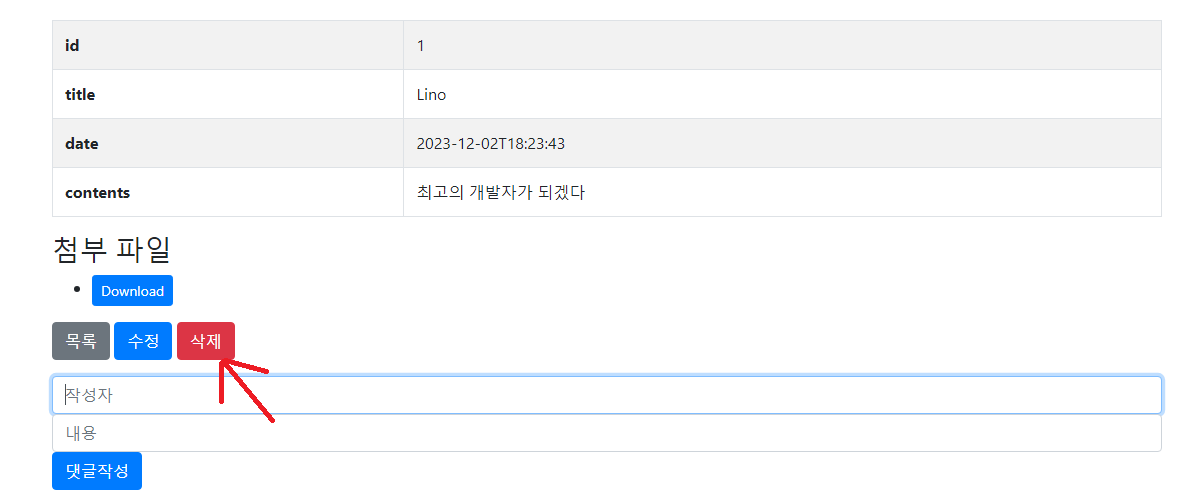 id 1
title Lino
date 2023-12-02T18:23:43
contents 최고의 개발자가 되겠다
첨부 파일
Download
목록 수정 삭제
작성자
내용
댓글작성